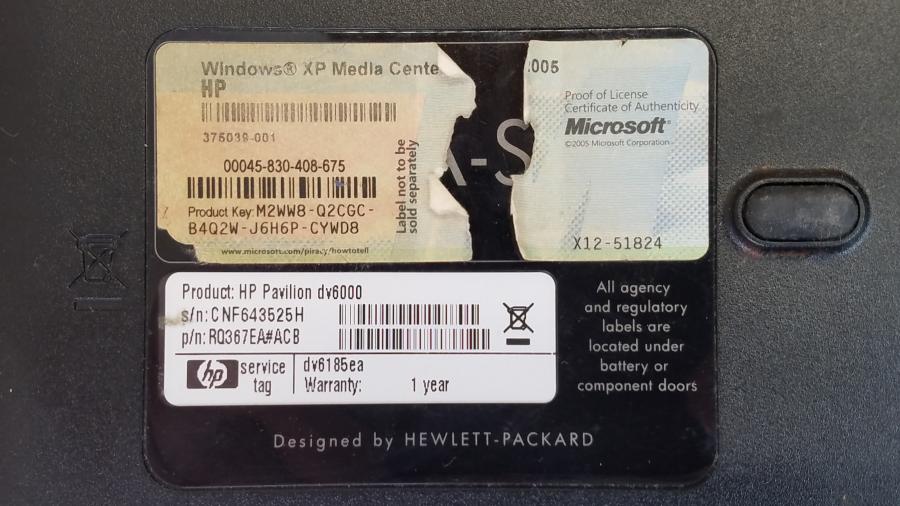 Windows® XP Media Cente
005
HP
375039-001
00045-830-408-675
Product Key: M2WW8-Q2CGC-
B4Q2W-J6H6P-CYWD8
www.microsoft.com/piracy/howtotell
Label not to be
sold separately
A-S
Proof of License
Certificate of Authenticity
Microsoft®
©2005 Microsoft Corporation
X12-51824
Product: HP Pavilion dv6000
s/n: CNF643525H
p/n: RQ367EA#ACB
hp
service
tag
dv6185ea
Warranty: 1 year
All agency
and regulatory
labels are
located under
battery or
component doors
Designed by HEWLETT-PACKARD